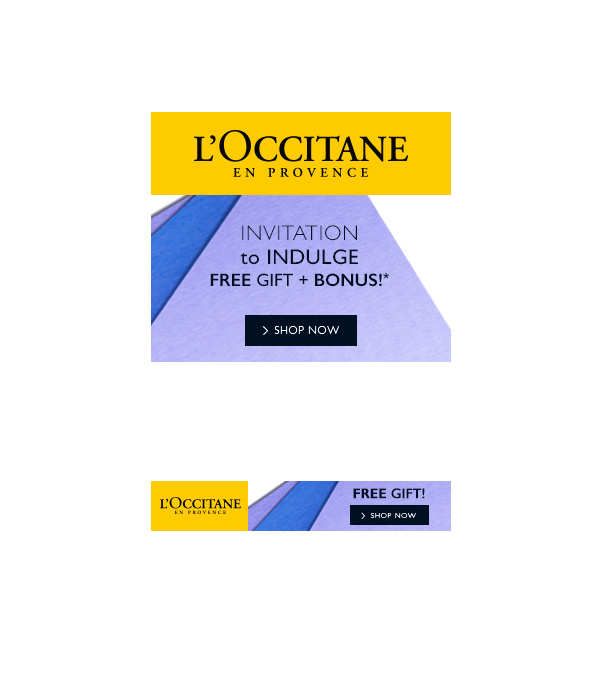 L'OCCITANE
EN PROVENCE
INVITATION
to INDULGE
FREE GIFT + BONUS!*
SHOP NOW
L'OCCITANE
EN PROVENCE
FREE GIFT!
SHOP NOW